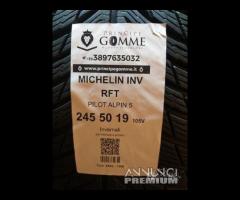 PRINCIPE
GOMME
3897635032
www.principegomme.it
MICHELIN INV
RFT
PILOT ALPIN 5
245 50 19 105V
Invernali
ANNUNCI
PREMIUM